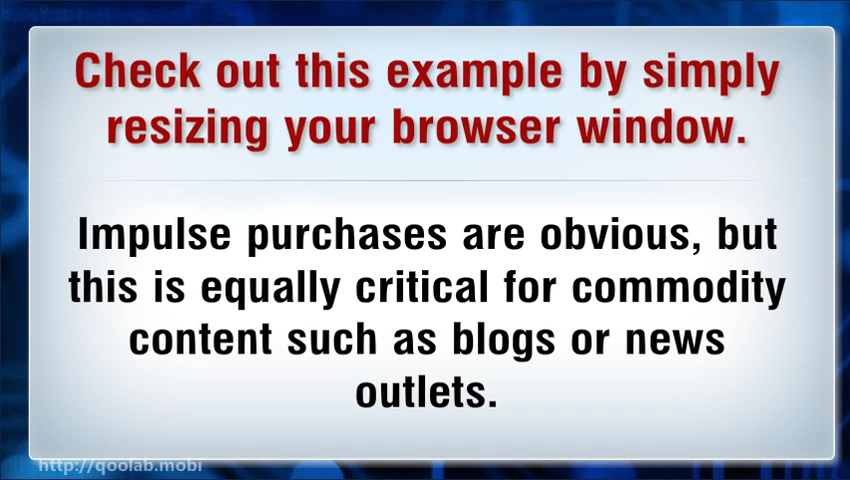 Check out this example by simply
resizing your browser window.
Impulse purchases are obvious, but
this is equally critical for commodity
content such as blogs or news
outlets.
http://qoolab.mobi